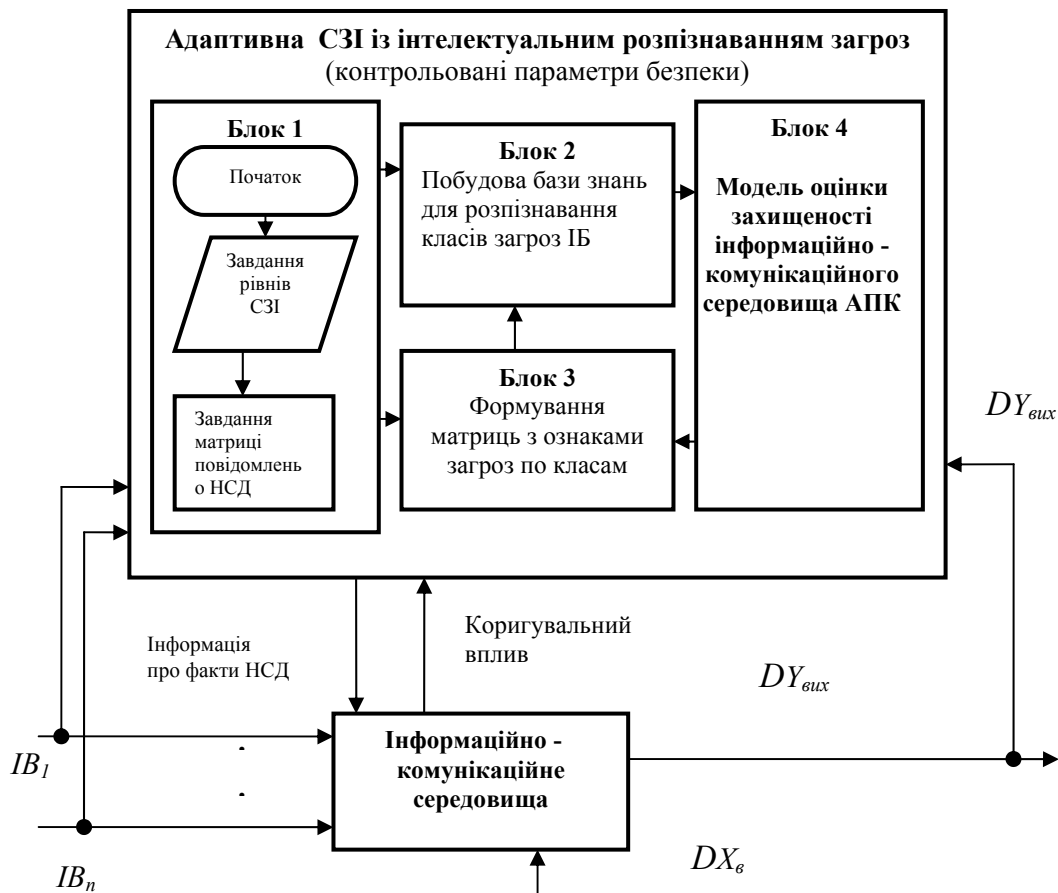 Адаптивна СЗІ із інтелектуальним розпізнаванням загроз
(контрольовані параметри безпеки)
Блок 1
Початок
Завдання
рівнів
СЗІ
Завдання
матриці
повідомлень
о НСД
Блок 2
Побудова бази знань
для розпізнавання
класів загроз ІБ
Блок 3
Формування
матриць з ознаками
загроз по класам
Блок 4
Модель оцінки
захищеності
інформаційно -
комунікаційного
середовища АПК
DYвих
Інформація
про факти НСД
Коригувальний
вплив
DYвих
IB1
Інформаційно -
комунікаційне
середовища
IBn
DXв